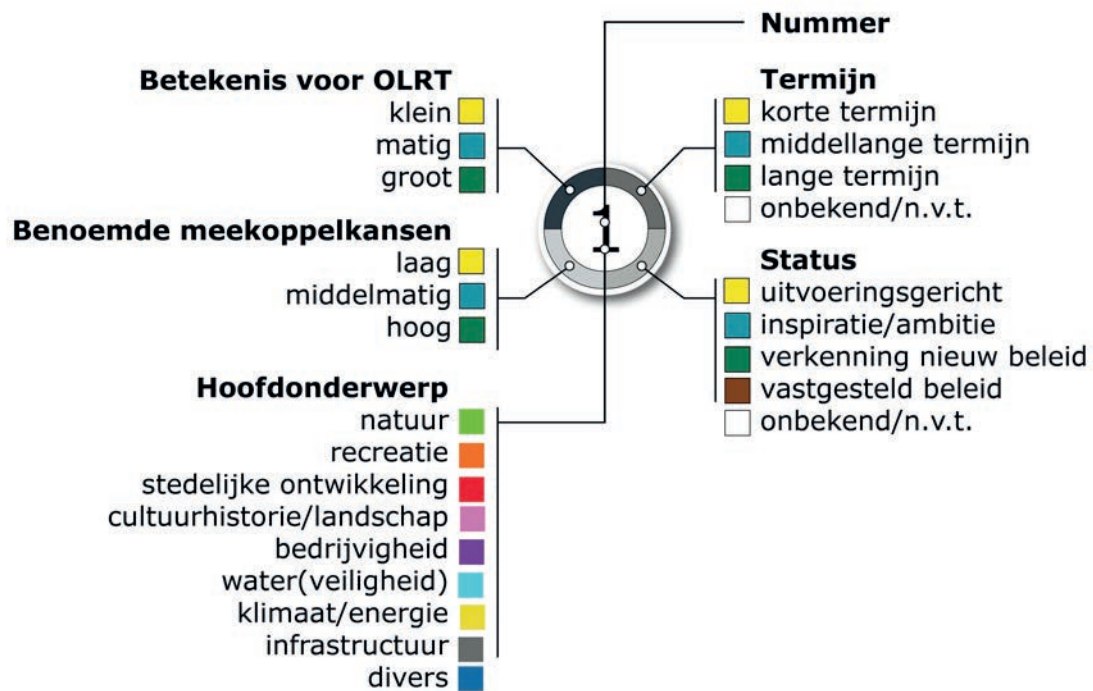 Nummer
Betekenis voor OLRT
klein
matig
groot
Benoemde meekoppelkansen
laag
middelmatig
hoog
Hoofdonderwerp
natuur
recreatie
stedelijke ontwikkeling
cultuurhistorie/landschap
bedrijvigheid
water(veiligheid)
klimaat/energie
infrastructuur
divers
1
Termijn
korte termijn
middellange termijn
lange termijn
onbekend/n.v.t.
Status
uitvoeringsgericht
inspiratie/ambitie
verkenning nieuw beleid
vastgesteld beleid
onbekend/n.v.t.